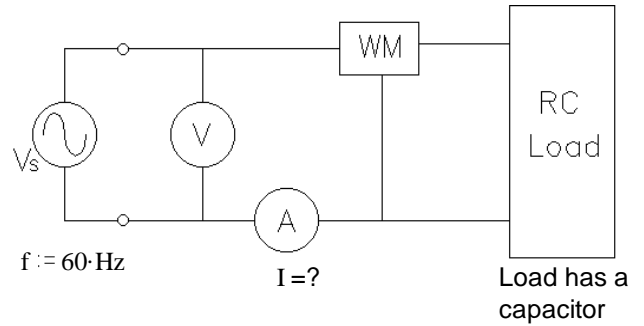 WM
RC
Load
V
Vs
A
f := 60·Hz
I =?
Load has a
capacitor